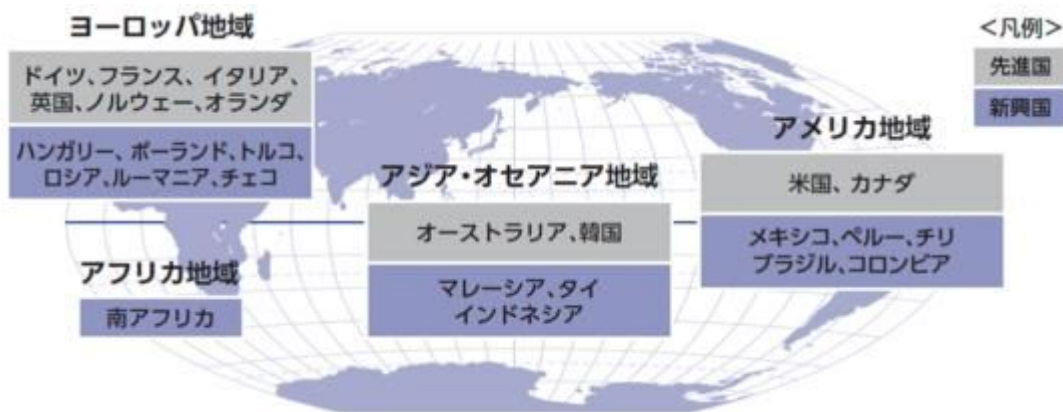 ヨーロッパ地域
ドイツ、フランス、イタリア、
英国、ノルウェー、オランダ
ハンガリー、ポーランド、トルコ、
ロシア、ルーマニア、チェコ
アフリカ地域
南アフリカ
アジア・オセアニア地域
オーストラリア、韓国
マレーシア、タイ
インドネシア
アメリカ地域
米国、カナダ
メキシコ、ペルー、チリ
ブラジル、コロンビア
<凡例>
先進国
新興国